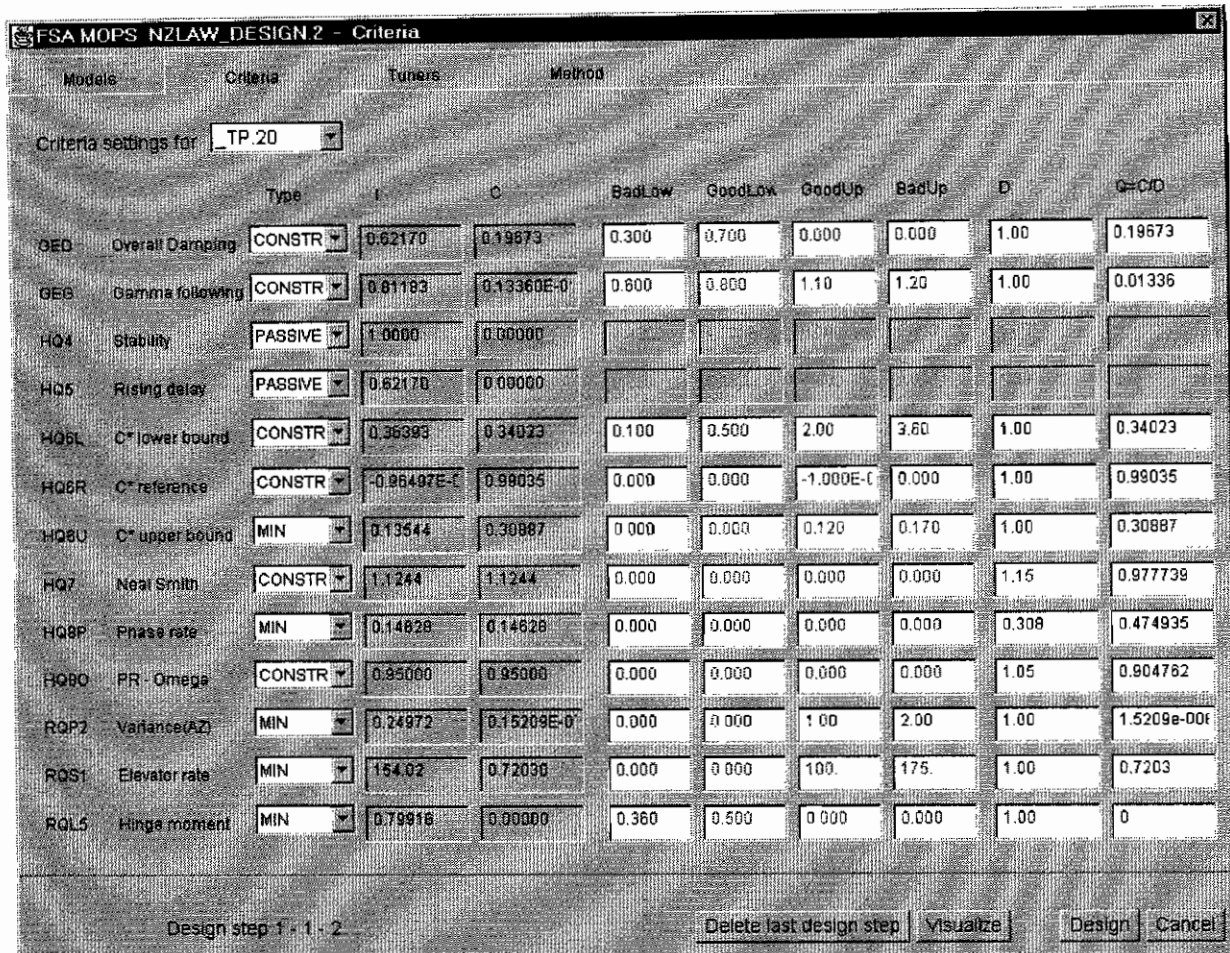 FSA MOPS NZLAW_DESIGN.2 - Criteria
Models Criteria Tuners Method
Criteria settings for _TP.20
Type I C BadLow GoodLow GoodUp BadUp D Q=C/D
GED Overall Damping CONSTR 0.62170 0.19673 0.300 0.700 0.000 0.000 1.00 0.19673
GEG Gamma following CONSTR 0.81183 0.13360E-0 0.600 0.800 1.10 1.20 1.00 0.01336
HQ4 Stability PASSIVE 1.0000 0.00000
HQ5 Rising delay PASSIVE 0.62170 0.00000
HQ6L C* lower bound CONSTR 0.36393 0.34023 0.100 0.500 2.00 3.60 1.00 0.34023
HQ6R C* reference CONSTR 0.99035 0.000 0.000 -1.000E-0 0.000 1.00 0.99035
HQ6U C* upper bound MIN 0.13544 0.30887 0.000 0.000 0.120 0.170 1.00 0.30887
HQ7 Neal Smith CONSTR 1.1244 1.1244 0.000 0.000 0.000 0.000 1.15 0.977739
HQ8P Phase rate MIN 0.14628 0.14628 0.000 0.000 0.000 0.000 0.308 0.474935
HQ9O PR - Omega CONSTR 0.95000 0.95000 0.000 0.000 0.000 0.000 1.05 0.904762
RQP2 Variance(AZ) MIN 0.24972 0.15209E-0 0.000 0.000 1.00 2.00 1.00 1.5209e-006
RQS1 Elevator rate MIN 154.02 0.72030 0.000 0.000 100. 175. 1.00 0.7203
RQL5 Hinge moment MIN 0.79916 0.00000 0.360 0.500 0.000 0.000 1.00 0
Design step 1 - 1 - 2 Delete last design step Visualize Design Cancel